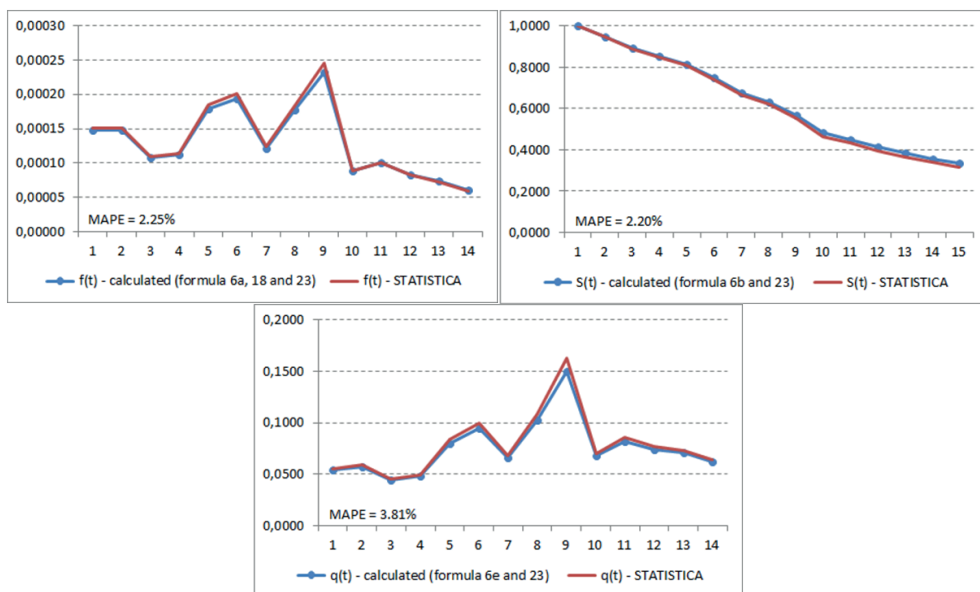 0,00030
0,00025
0,00020
0,00015
0,00010
0,00005
0,00000
MAPE = 2.25%
1 2 3 4 5 6 7 8 9 10 11 12 13 14
f(t) - calculated (formula 6a, 18 and 23) f(t) - STATISTICA
1,0000
0,8000
0,6000
0,4000
0,2000
0,0000
MAPE = 2.20%
1 2 3 4 5 6 7 8 9 10 11 12 13 14 15
S(t) - calculated (formula 6b and 23) S(t) - STATISTICA
0,2000
0,1500
0,1000
0,0500
0,0000
MAPE = 3.81%
1 2 3 4 5 6 7 8 9 10 11 12 13 14
q(t) - calculated (formula 6e and 23) q(t) - STATISTICA